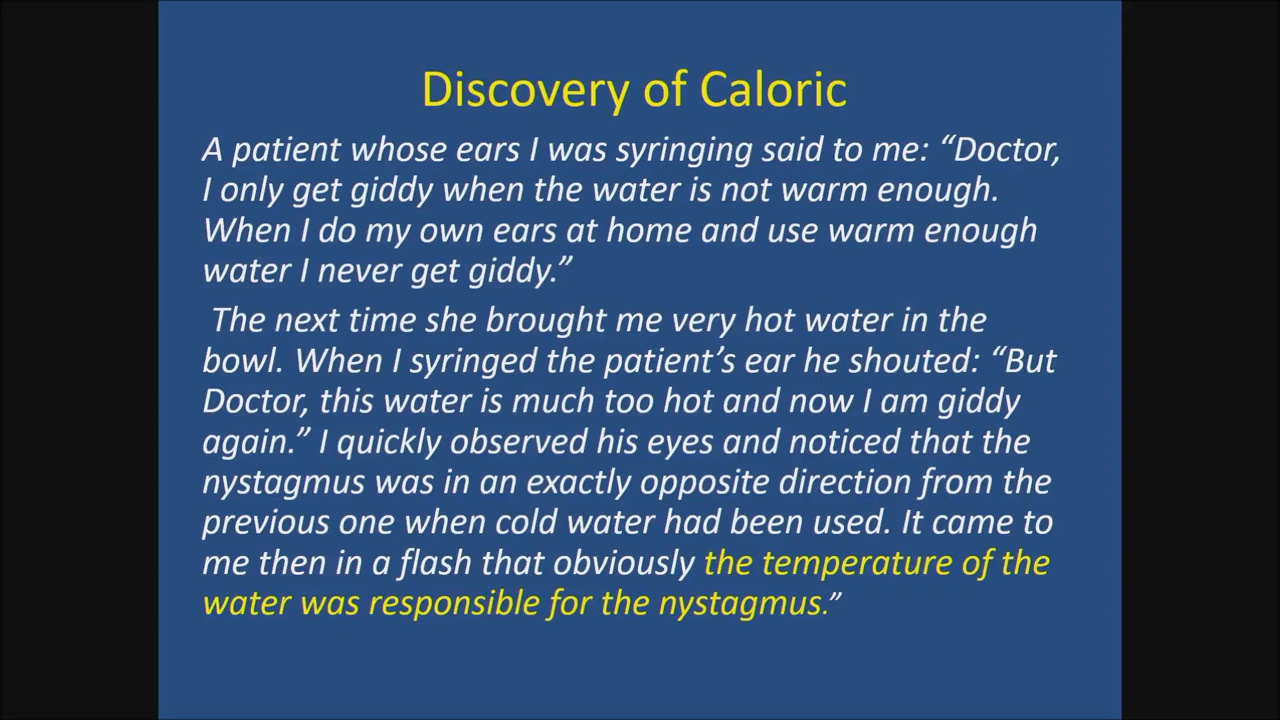 Discovery of Caloric
A patient whose ears I was syringing said to me: “Doctor,
I only get giddy when the water is not warm enough.
When I do my own ears at home and use warm enough
water I never get giddy.”
The next time she brought me very hot water in the
bowl. When I syringed the patient’s ear he shouted: “But
Doctor, this water is much too hot and now I am giddy
again.” I quickly observed his eyes and noticed that the
nystagmus was in an exactly opposite direction from the
previous one when cold water had been used. It came to
me then in a flash that obviously the temperature of the
water was responsible for the nystagmus.”